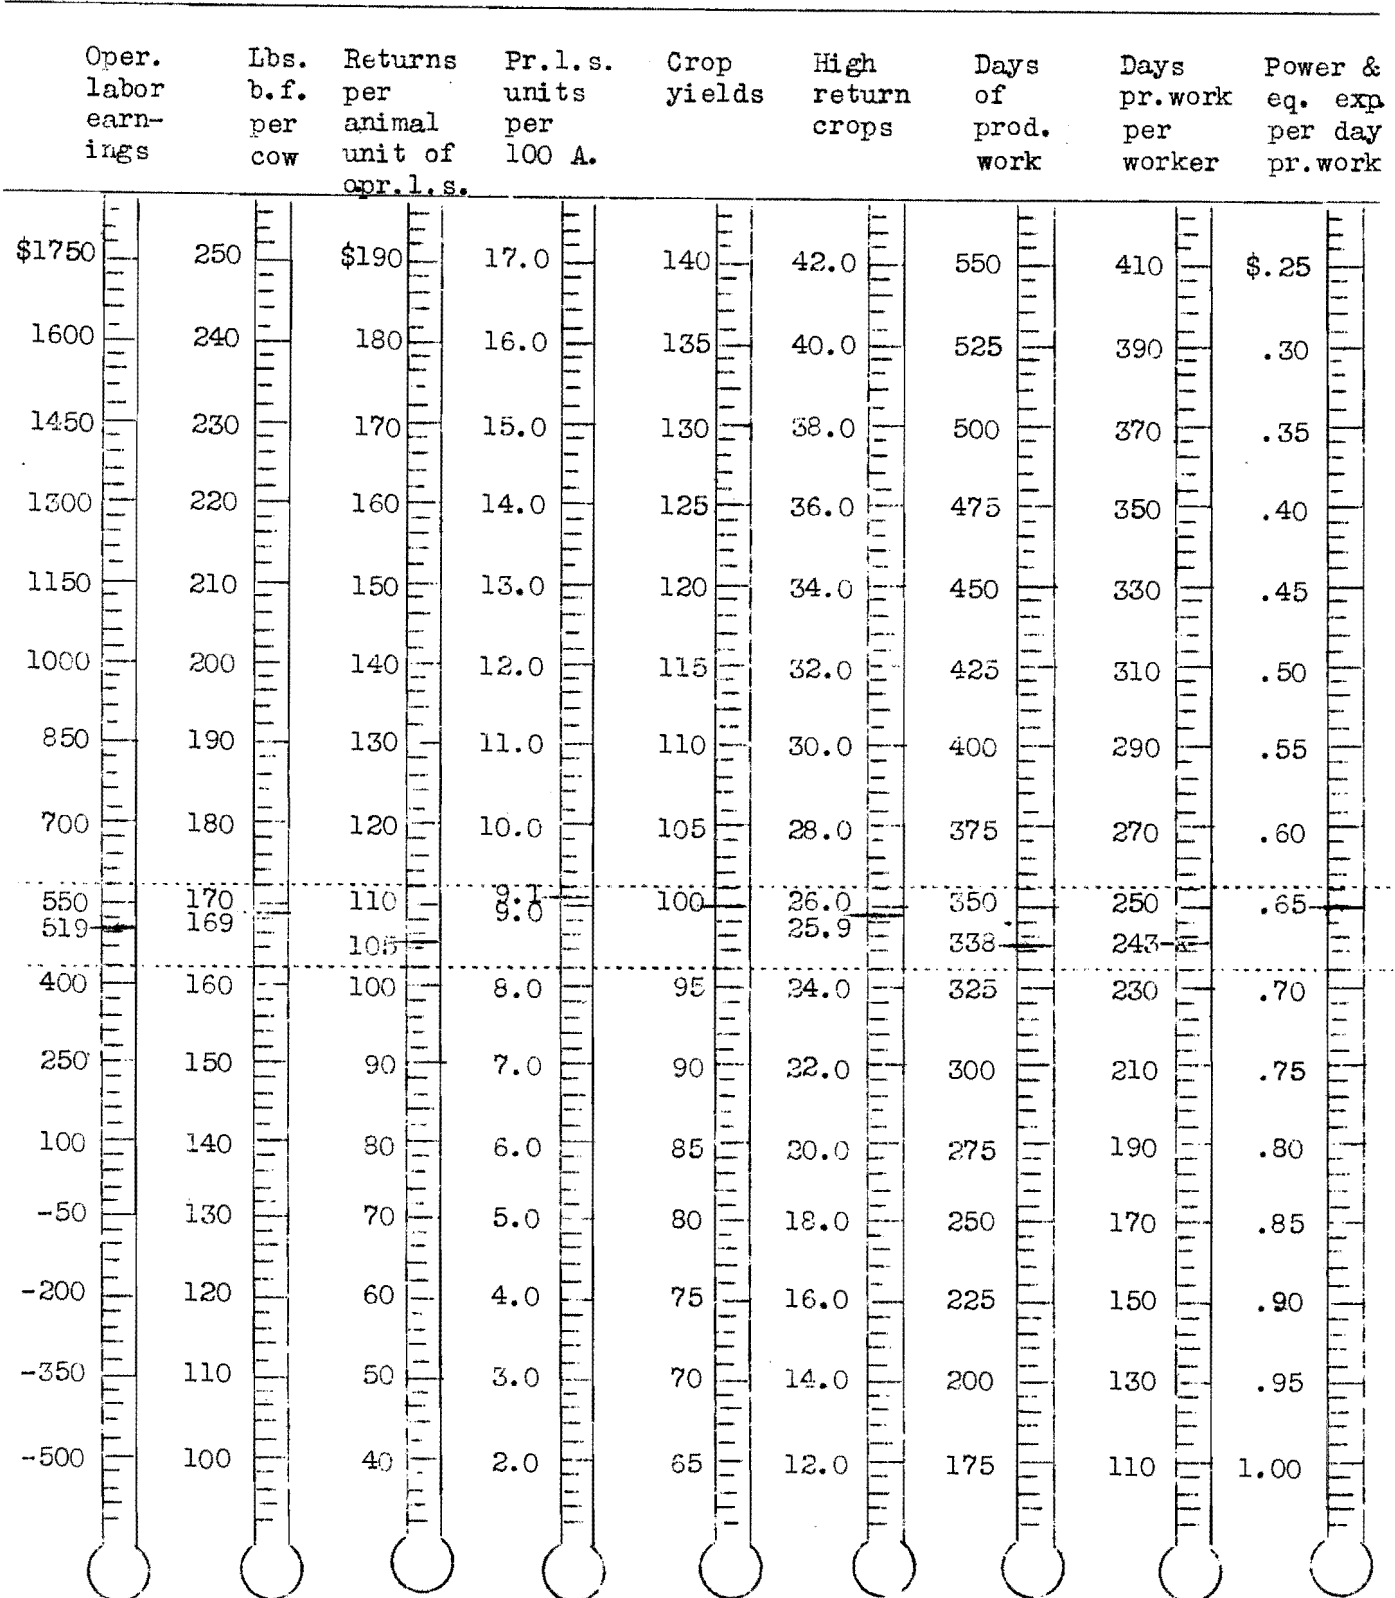 Oper. Lbs. Returns Pr.l.s. Crop High Days Days Power &
labor b.f. per units yields return of pr.work eq. exp.
earn- per animal per crops prod. per per day
ings cow unit of 100 A. work worker pr.work
opr.l.s.
$1750 250 $190 17.0 140 42.0 550 410 $.25
1600 240 180 16.0 135 40.0 525 390 .30
1450 230 170 15.0 130 38.0 500 370 .35
1300 220 160 14.0 125 36.0 475 350 .40
1150 210 150 13.0 120 34.0 450 330 .45
1000 200 140 12.0 115 32.0 425 310 .50
850 190 130 11.0 110 30.0 400 290 .55
700 180 120 10.0 105 28.0 375 270 .60
9.1
550 170 110 9.0 100 26.0 350 250 .65
519 169 25.9
105 338 243
400 160 100 8.0 95 24.0 325 230 .70
250 150 90 7.0 90 22.0 300 210 .75
100 140 80 6.0 85 20.0 275 190 .80
-50 130 70 5.0 80 18.0 250 170 .85
-200 120 60 4.0 75 16.0 225 150 .90
-350 110 50 3.0 70 14.0 200 130 .95
-500 100 40 2.0 65 12.0 175 110 1.00